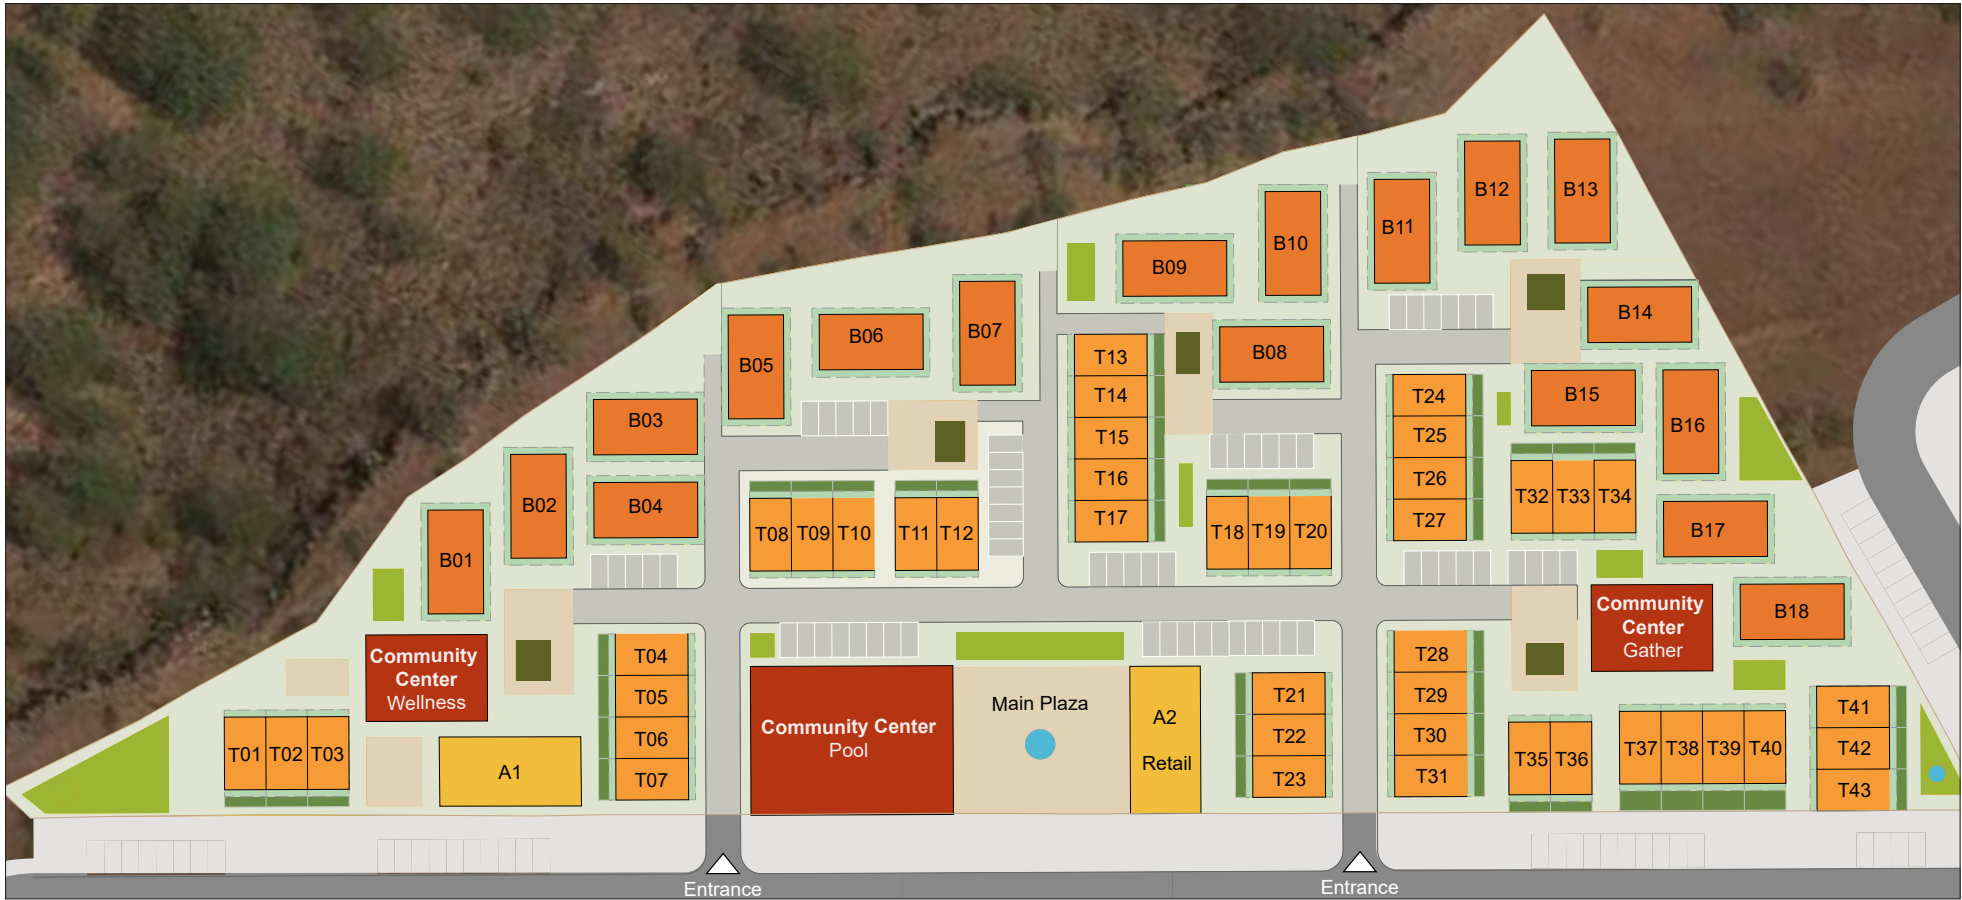 B12
B13
B11
B10
B09
B14
B07
B06
B08
B05
T13
T14
T15
T16
T17
T24
T25
T26
T27
B15
B16
B03
B02
B04
B01
T08 T09 T10
T11 T12
T18 T19 T20
T32 T33 T34
B17
B18
Community
Center
Gather
Community
Center
Wellness
T04
T05
T06
T07
T28
T29
T30
T31
T01 T02 T03
A1
Community Center
Pool
Main Plaza
A2
Retail
T21
T22
T23
T35 T36
T37 T38 T39 T40
T41
T42
T43
Entrance
Entrance